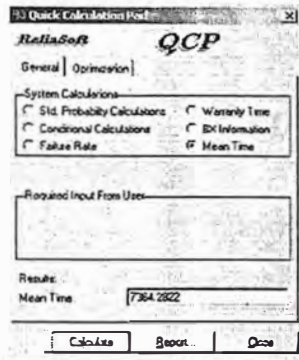 Quick Calculation Pad
ReliaSoft QCP
General Optimization
System Calculations
Std. Probability Calculations Warranty Time
Conditional Calculations BX Information
Failure Rate Mean Time
Required Input From User
Results:
Mean Time 7364.2822
Calculate Report... Close